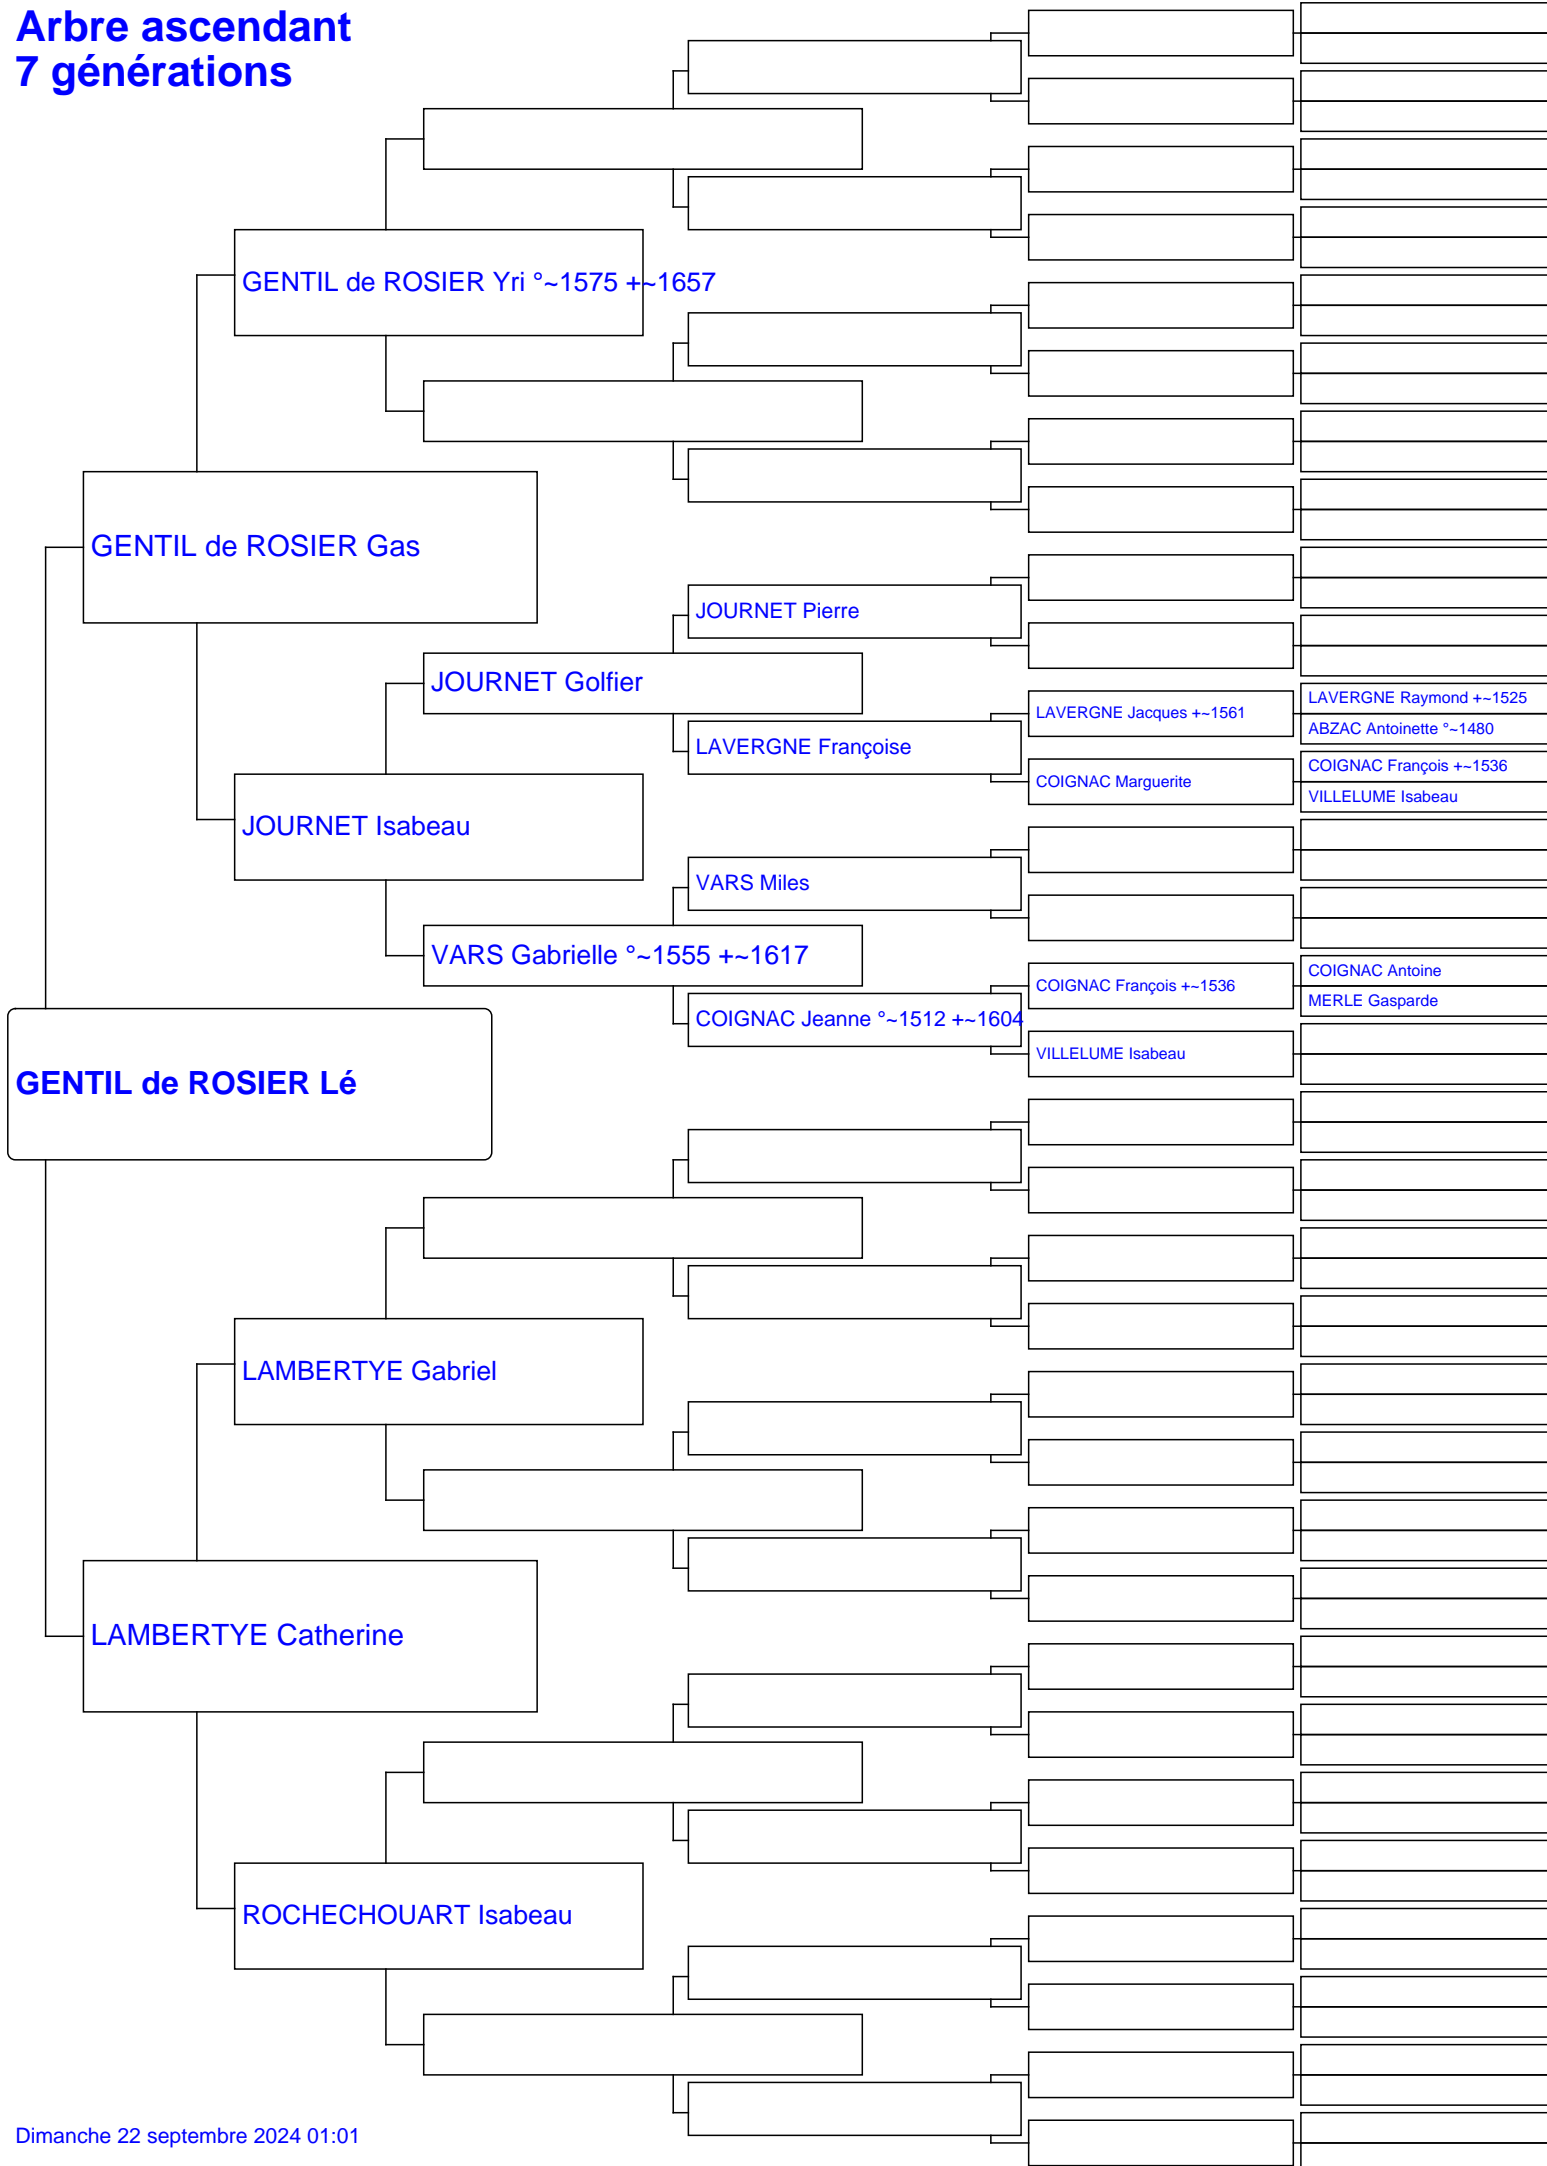 Arbre ascendant
7 générations
GENTIL de ROSIER Yri °~1575 +~1657
GENTIL de ROSIER Gas
JOURNET Pierre
JOURNET Golfier
LAVERGNE Raymond +~1525
LAVERGNE Jacques +~1561
ABZAC Antoinette °~1480
LAVERGNE Françoise
COIGNAC François +~1536
COIGNAC Marguerite
VILLELUME Isabeau
JOURNET Isabeau
VARS Miles
VARS Gabrielle °~1555 +~1617
COIGNAC Antoine
COIGNAC François +~1536
MERLE Gasparde
COIGNAC Jeanne °~1512 +~1604
VILLELUME Isabeau
GENTIL de ROSIER Lé
LAMBERTYE Gabriel
LAMBERTYE Catherine
ROCHECHOUART Isabeau
Dimanche 22 septembre 2024 01:01